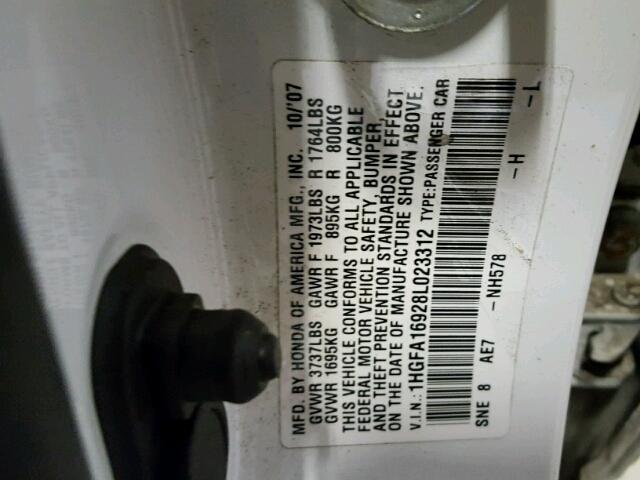 MFD. BY HONDA OF AMERICA MFG., INC. 10/'07
GVWR 3737LBS GAWR F 1973LBS R 1764LBS
GVWR 1695KG GAWR F 895KG R 800KG
THIS VEHICLE CONFORMS TO ALL APPLICABLE
FEDERAL MOTOR VEHICLE SAFETY, BUMPER,
AND THEFT PREVENTION STANDARDS IN EFFECT
ON THE DATE OF MANUFACTURE SHOWN ABOVE.
V.I.N.: 1HGFA16928L023312 TYPE:PASSENGER CAR
SNE 8 AE7 -NH578 -H -L